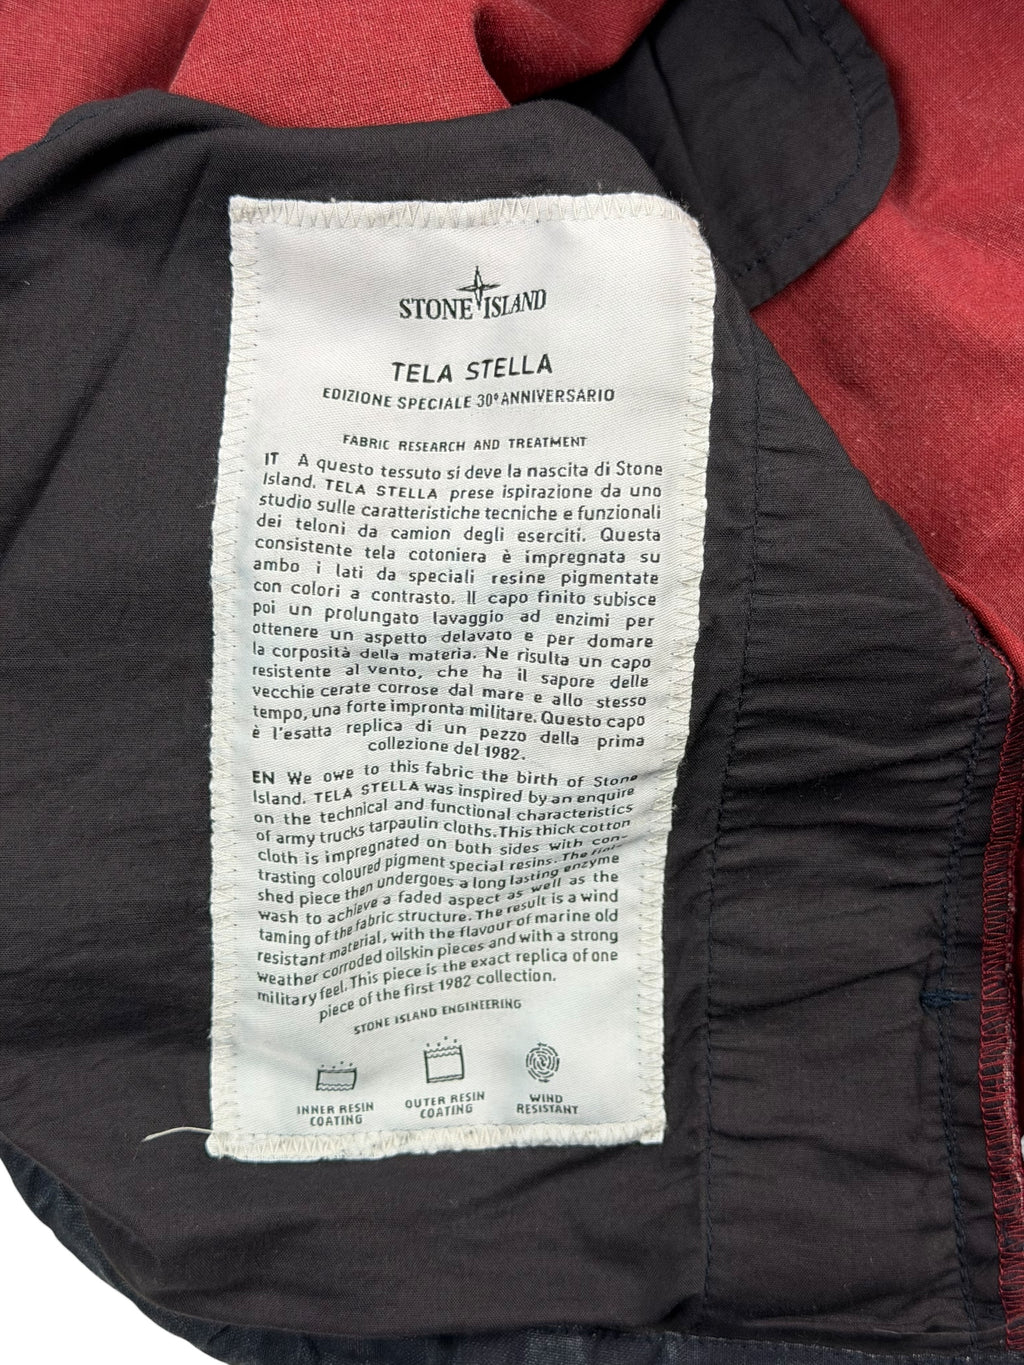 STONE ISLAND
TELA STELLA
EDIZIONE SPECIALE 30° ANNIVERSARIO
FABRIC RESEARCH AND TREATMENT
IT A questo tessuto si deve la nascita di Stone
Island. TELA STELLA prese ispirazione da uno
studio sulle caratteristiche tecniche e funzionali
dei teloni da camion degli eserciti. Questa
consistente tela cotoniera è impregnata su
ambo i lati da speciali resine pigmentate
con colori a contrasto. Il capo finito subisce
poi un prolungato lavaggio ad enzimi per
ottenere un aspetto delavato e per domare
la corposità della materia. Ne risulta un capo
resistente al vento, che ha il sapore delle
vecchie cerate corrose dal mare e allo stesso
tempo, una forte impronta militare. Questo capo
è l'esatta replica di un pezzo della prima
collezione del 1982.
EN We owe to this fabric the birth of Stone
Island. TELA STELLA was inspired by an enquire
on the technical and functional characteristics
of army trucks tarpaulin cloths. This thick cotton
cloth is impregnated on both sides with con-
trasting coloured pigment special resins. The fini-
shed piece then undergoes a long lasting enzyme
wash to achieve a faded aspect as well as the
taming of the fabric structure. The result is a wind
resistant material, with the flavour of marine old
weather corroded oilskin pieces and with a strong
military feel. This piece is the exact replica of one
piece of the first 1982 collection.
STONE ISLAND ENGINEERING
INNER RESIN
COATING
OUTER RESIN
COATING
WIND
RESISTANT